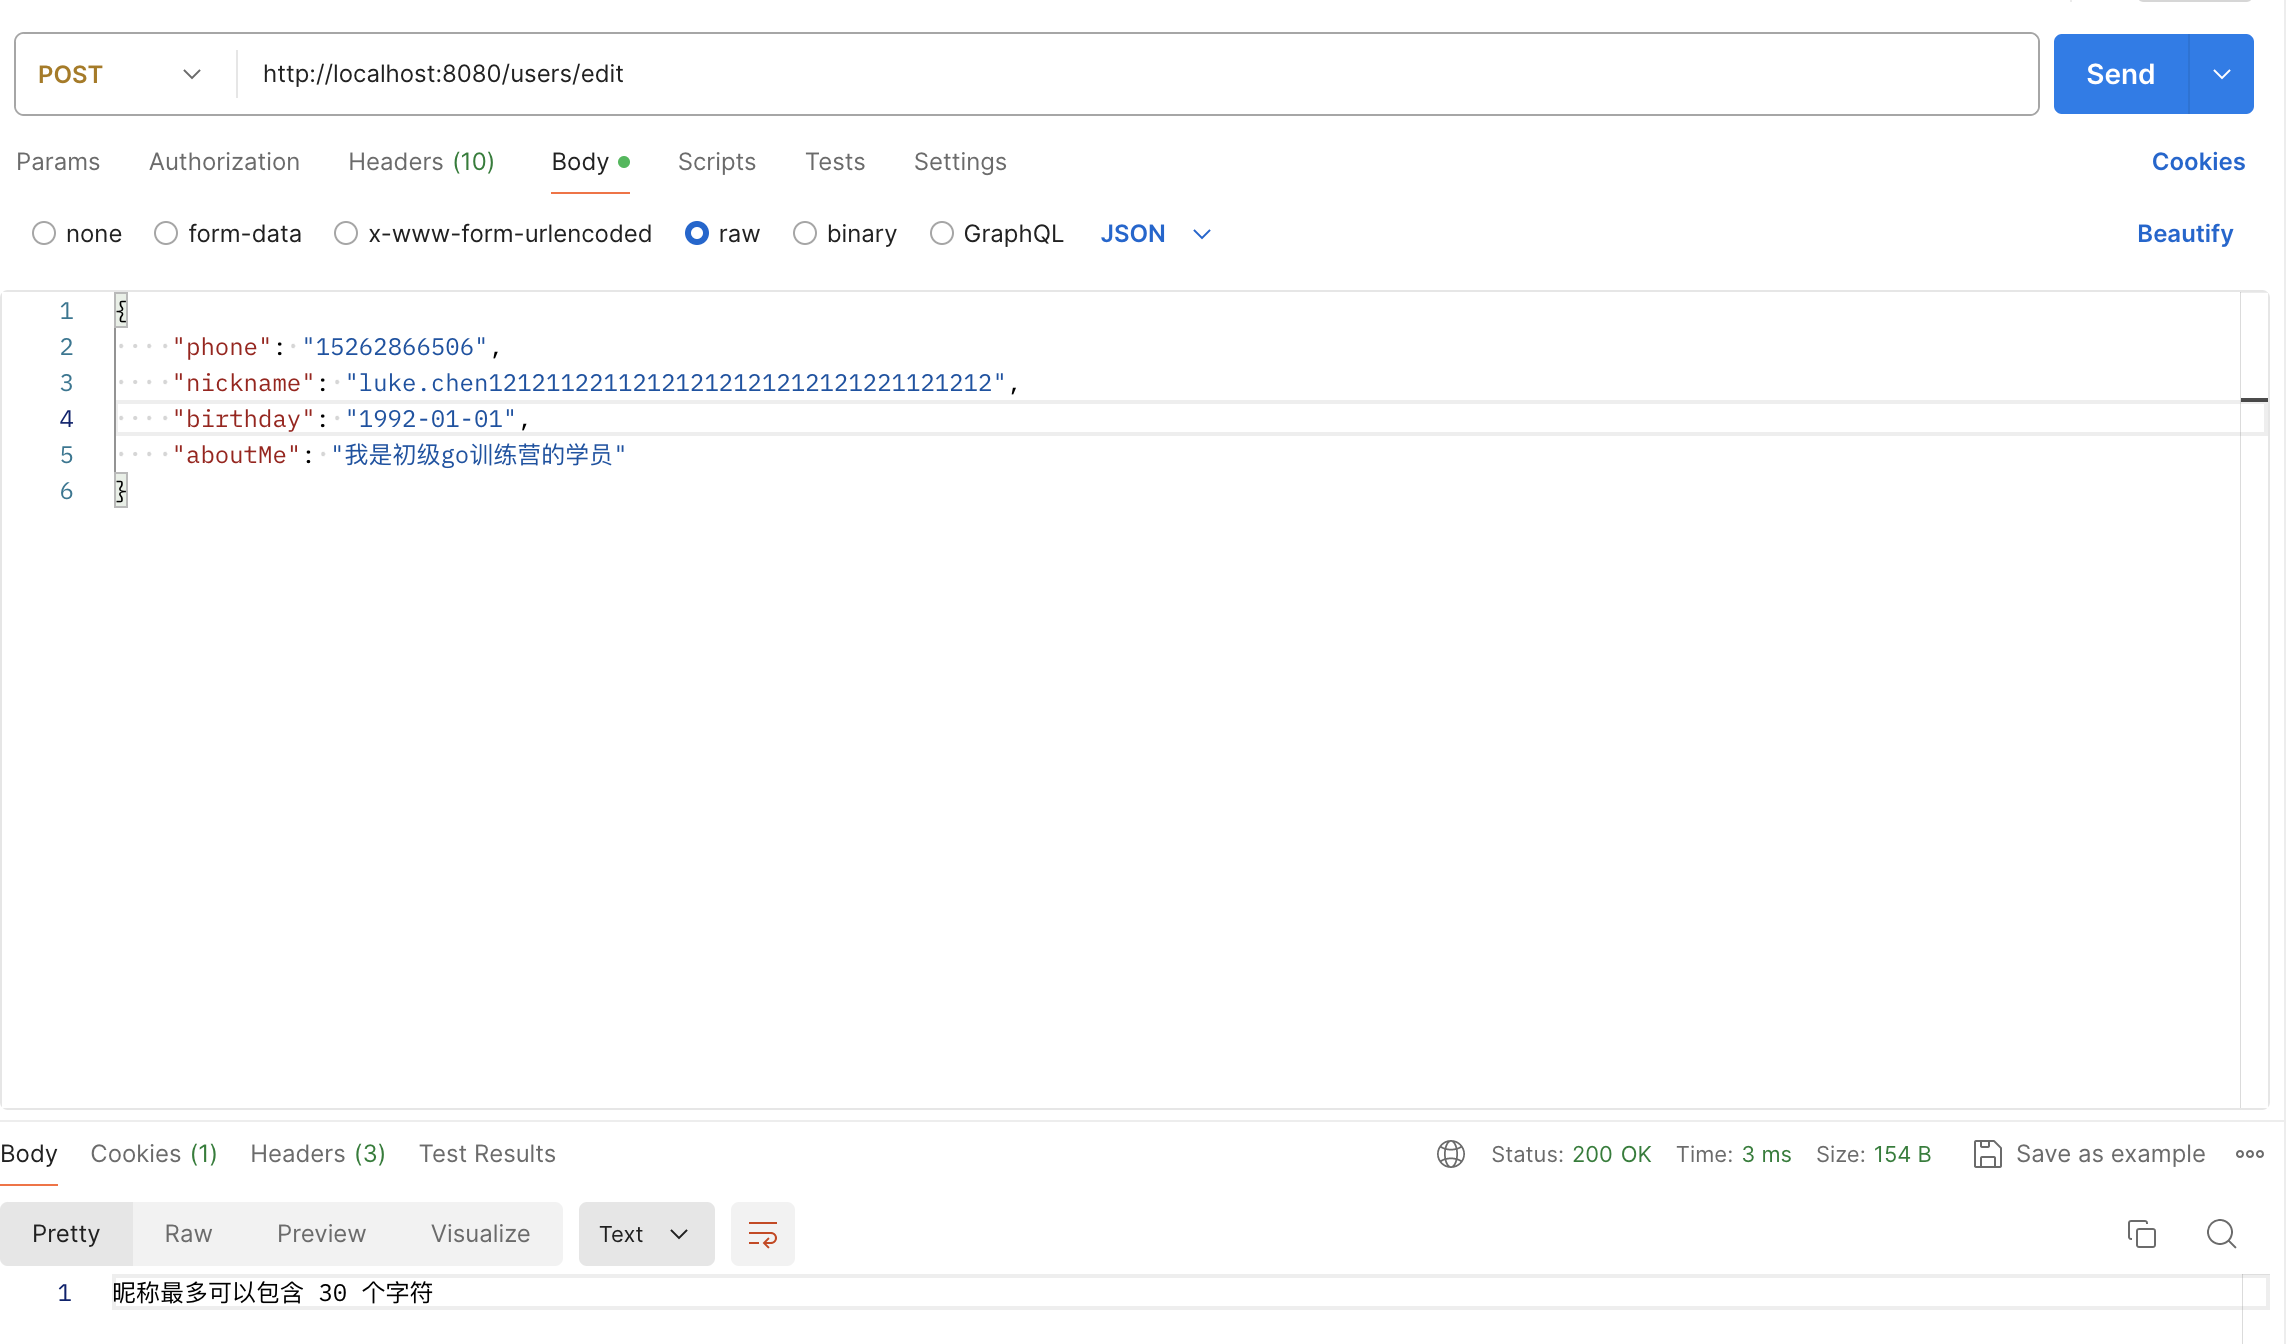 POST http://localhost:8080/users/edit Send
Params Authorization Headers (10) Body Scripts Tests Settings Cookies
none form-data x-www-form-urlencoded raw binary GraphQL JSON Beautify
1 {
2 "phone": "15262866506",
3 "nickname": "luke.chen121211221121212121212121221121212",
4 "birthday": "1992-01-01",
5 "aboutMe": "我是初级go训练营的学员"
6 }
Body Cookies (1) Headers (3) Test Results Status: 200 OK Time: 3 ms Size: 154 B Save as example
Pretty Raw Preview Visualize Text
1 昵称最多可以包含 30 个字符